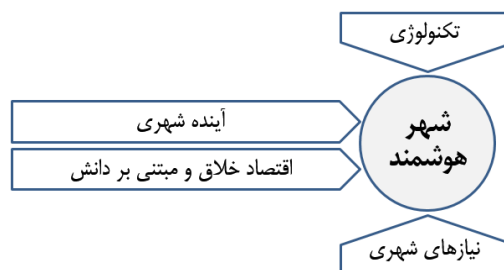 تکنولوژی
آینده شهری
اقتصاد خلاق و مبتنی بر دانش
شهر
هوشمند
نیازهای شهری